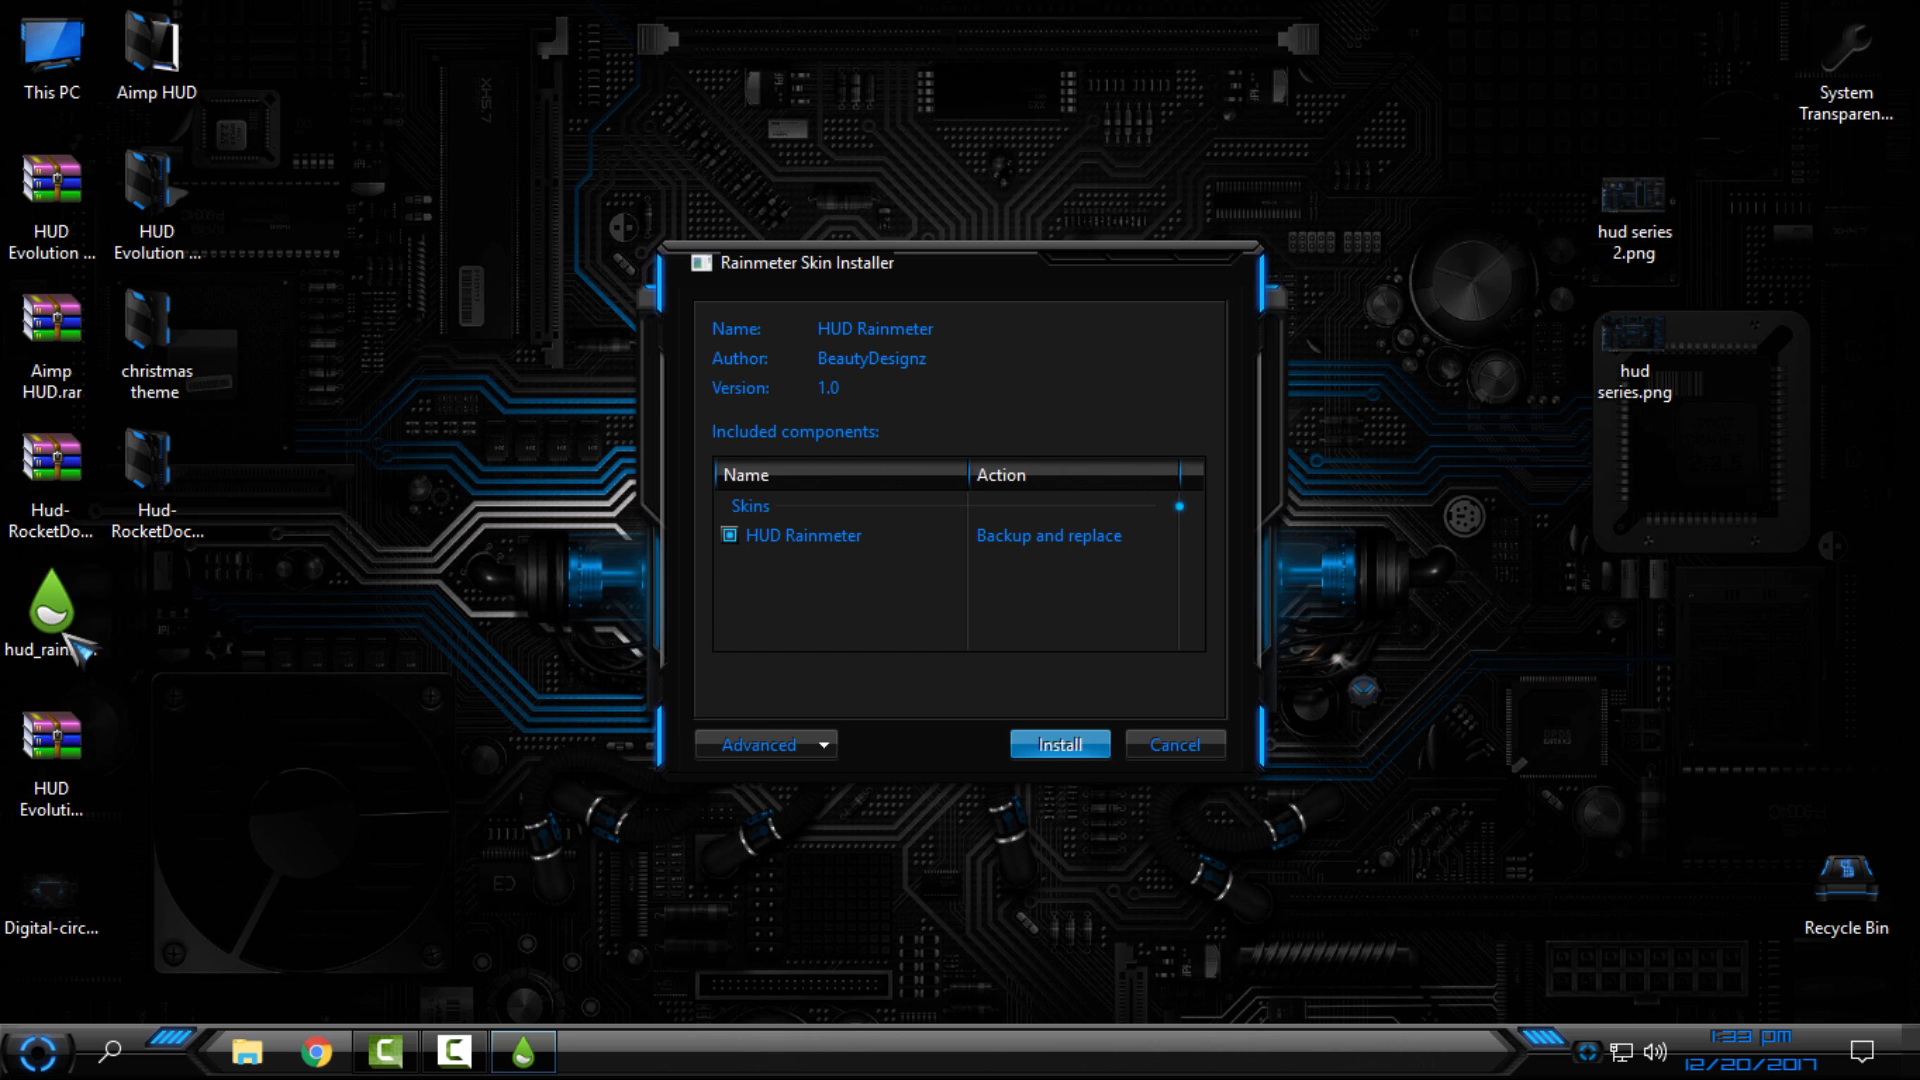 This PC
Aimp HUD
System
Transparen...
HUD
Evolution ...
HUD
Evolution ...
hud series
2.png
Rainmeter Skin Installer
Name:
HUD Rainmeter
Author:
BeautyDesignz
Version:
1.0
Included components:
Name
Action
Skins
HUD Rainmeter
Backup and replace
Advanced
Install
Cancel
Aimp
HUD.rar
christmas
theme
hud
series.png
Hud-
RocketDo...
Hud-
RocketDoc...
HUD
Evoluti...
Digital-circ...
Recycle Bin
1:33 pm
12/20/2017